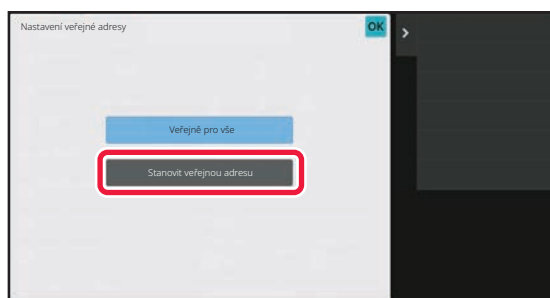 Nastavení veřejné adresy
OK
Veřejně pro vše
Stanovit veřejnou adresu